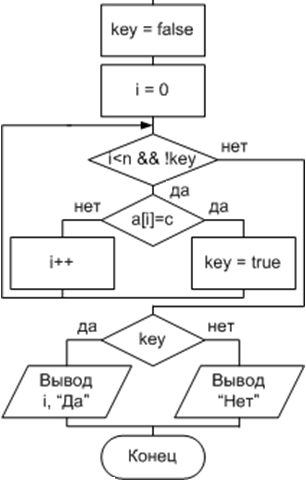 key = false
i = 0
i<n && !key
нет
да
нет
да
a[i]=c
i++
key = true
да
нет
key
Вывод
i, “Да”
Вывод
“Нет”
Конец